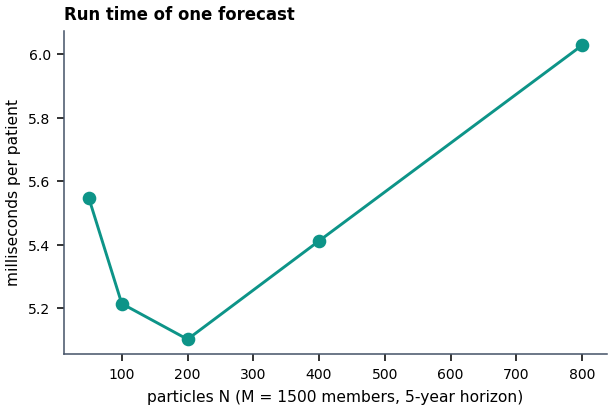 Run time of one forecast
milliseconds per patient
6.0
5.8
5.6
5.4
5.2
100 200 300 400 500 600 700 800
particles N (M = 1500 members, 5-year horizon)